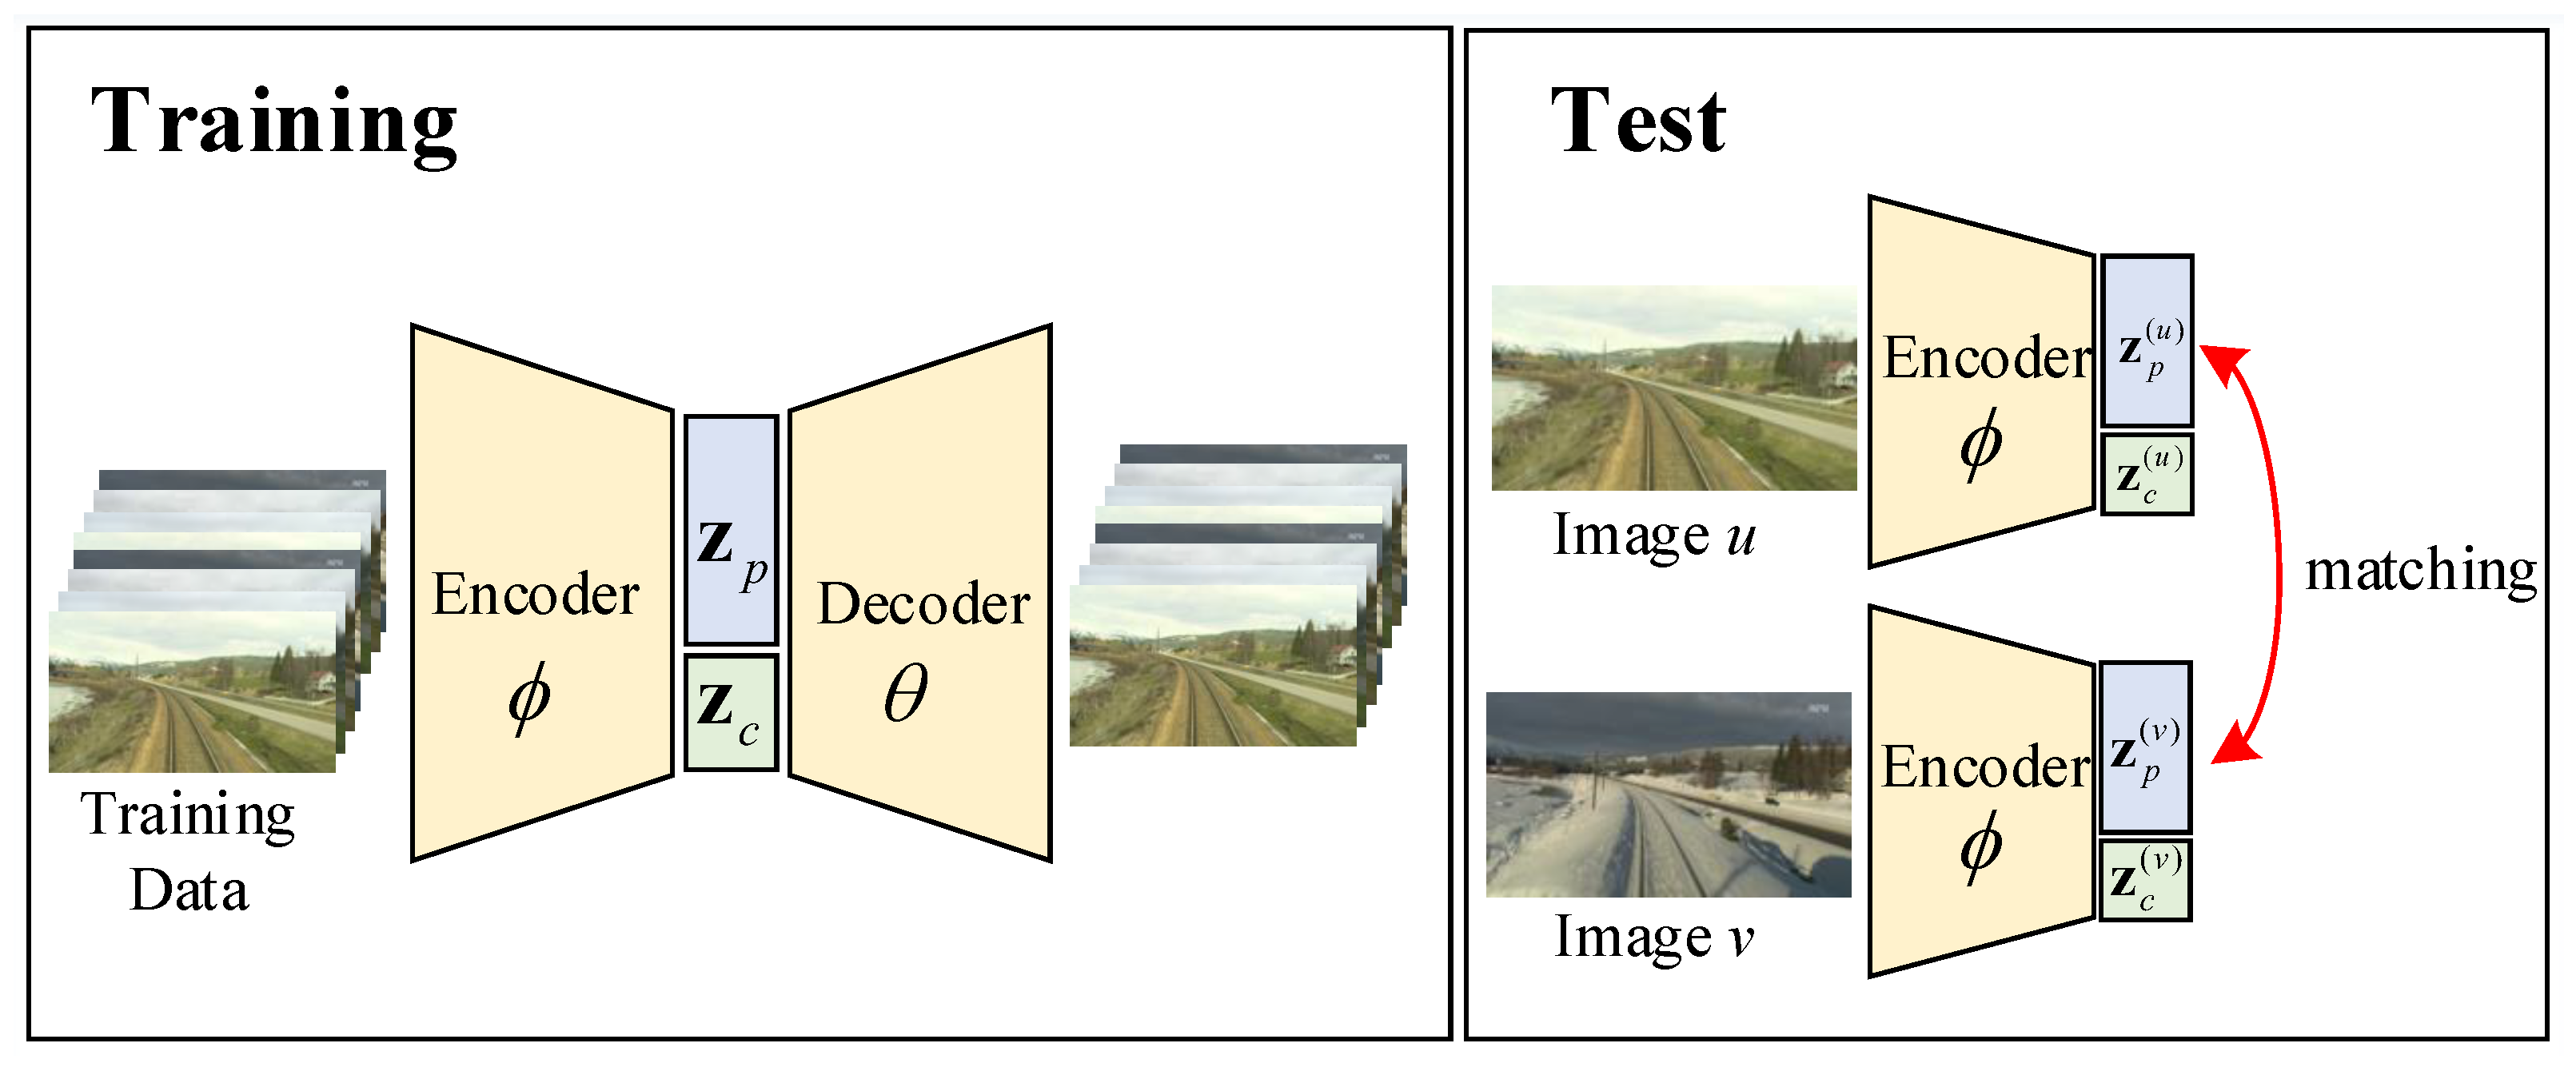 Training
Training
Data
Encoder
ϕ
z p
z c
Decoder
θ
Test
Image u
Encoder
ϕ
z p (u)
z c (u)
matching
Image v
Encoder
ϕ
z p (v)
z c (v)